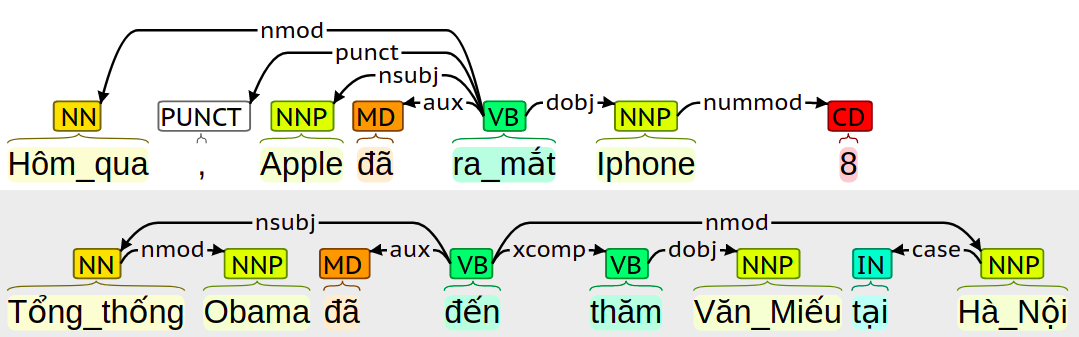 nmod
punct
nsubj
aux dobj nummod
NN PUNCT NNP MD VB NNP CD
Hôm_qua , Apple đã ra_mắt Iphone 8
nsubj nmod
nmod aux xcomp dobj case
NN NNP MD VB VB NNP IN NNP
Tổng_thống Obama đã đến thăm Văn_Miếu tại Hà_Nội